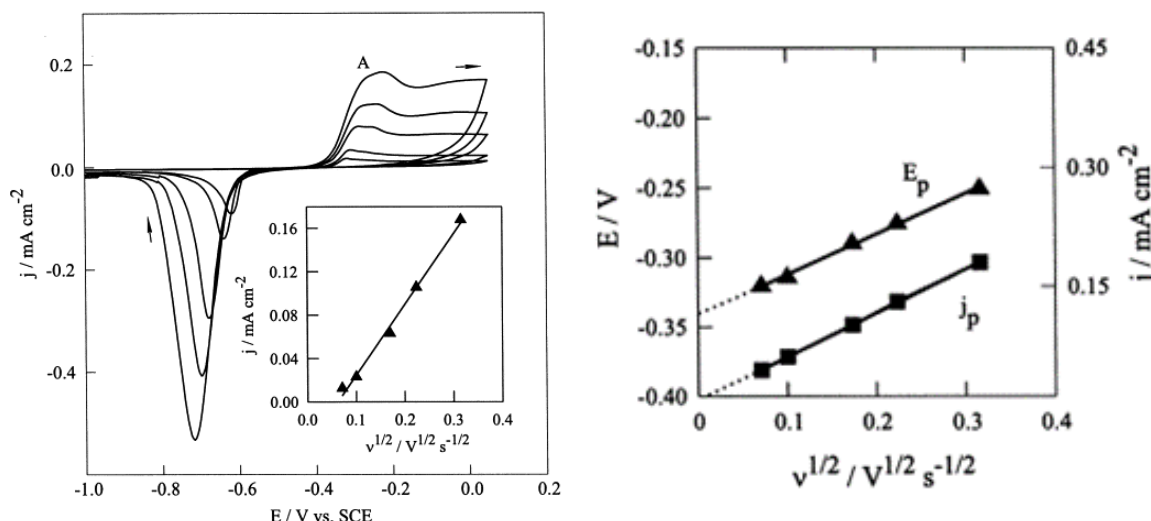 0.2
0.0
-0.2
-0.4
j / mA cm-2
A
-1.0 -0.8 -0.6 -0.4 -0.2 0.0 0.2
E / V vs. SCE
0.16
0.12
0.08
0.04
0.00
j / mA cm-2
0.0 0.1 0.2 0.3 0.4
ν1/2 / V1/2 s-1/2
-0.15
-0.20
-0.25
-0.30
-0.35
-0.40
E / V
Ep
jp
0.45
0.30
0.15
j / mA cm-2
0 0.1 0.2 0.3 0.4
ν1/2 / V1/2 s-1/2